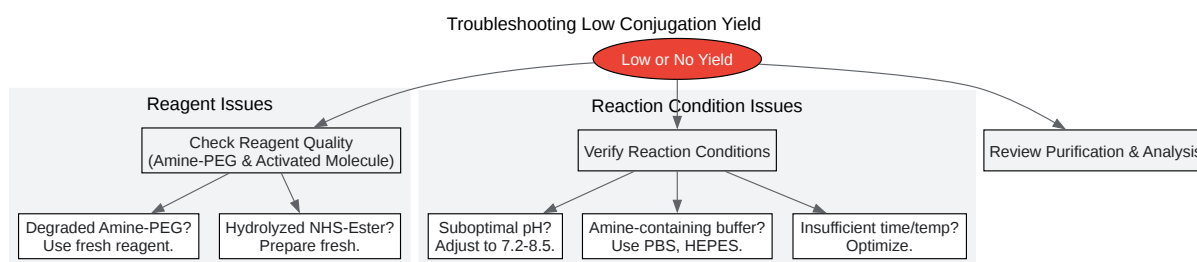 Troubleshooting Low Conjugation Yield
Low or No Yield
Reagent Issues
Reaction Condition Issues
Check Reagent Quality
(Amine-PEG & Activated Molecule)
Verify Reaction Conditions
Review Purification & Analysis
Degraded Amine-PEG?
Use fresh reagent.
Hydrolyzed NHS-Ester?
Prepare fresh.
Suboptimal pH?
Adjust to 7.2-8.5.
Amine-containing buffer?
Use PBS, HEPES.
Insufficient time/temp?
Optimize.